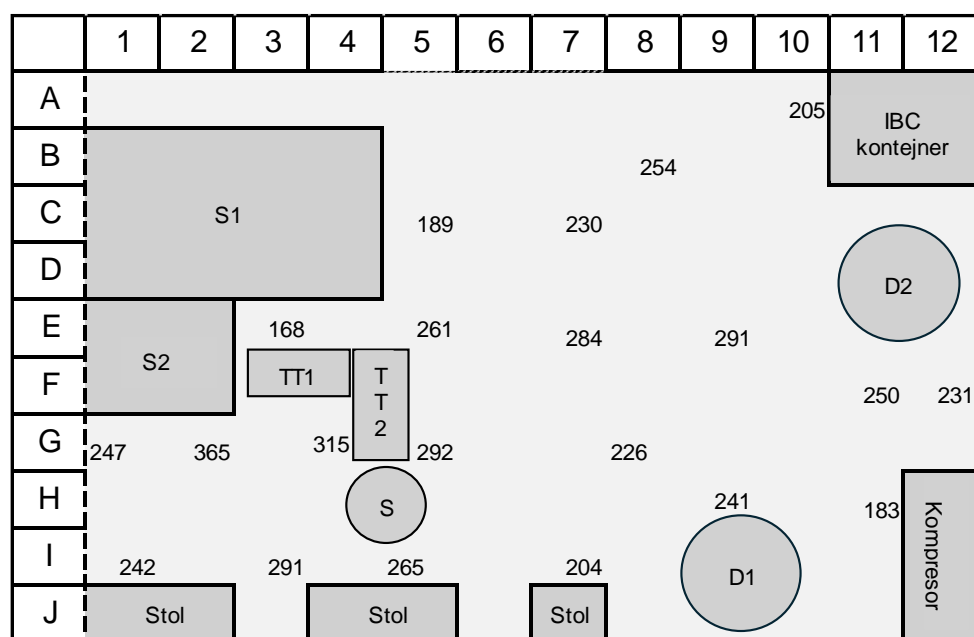 1 2 3 4 5 6 7 8 9 10 11 12
A
205
IBC
kontejner
B
254
C
S1
189 230
D
D2
E
168 261 284 291
S2
F
TT1
T
T
2
250 231
G
247 365 315 292 226
H
S
241 183
Kompresor
I
242 291 265 204
D1
J
Stol Stol Stol